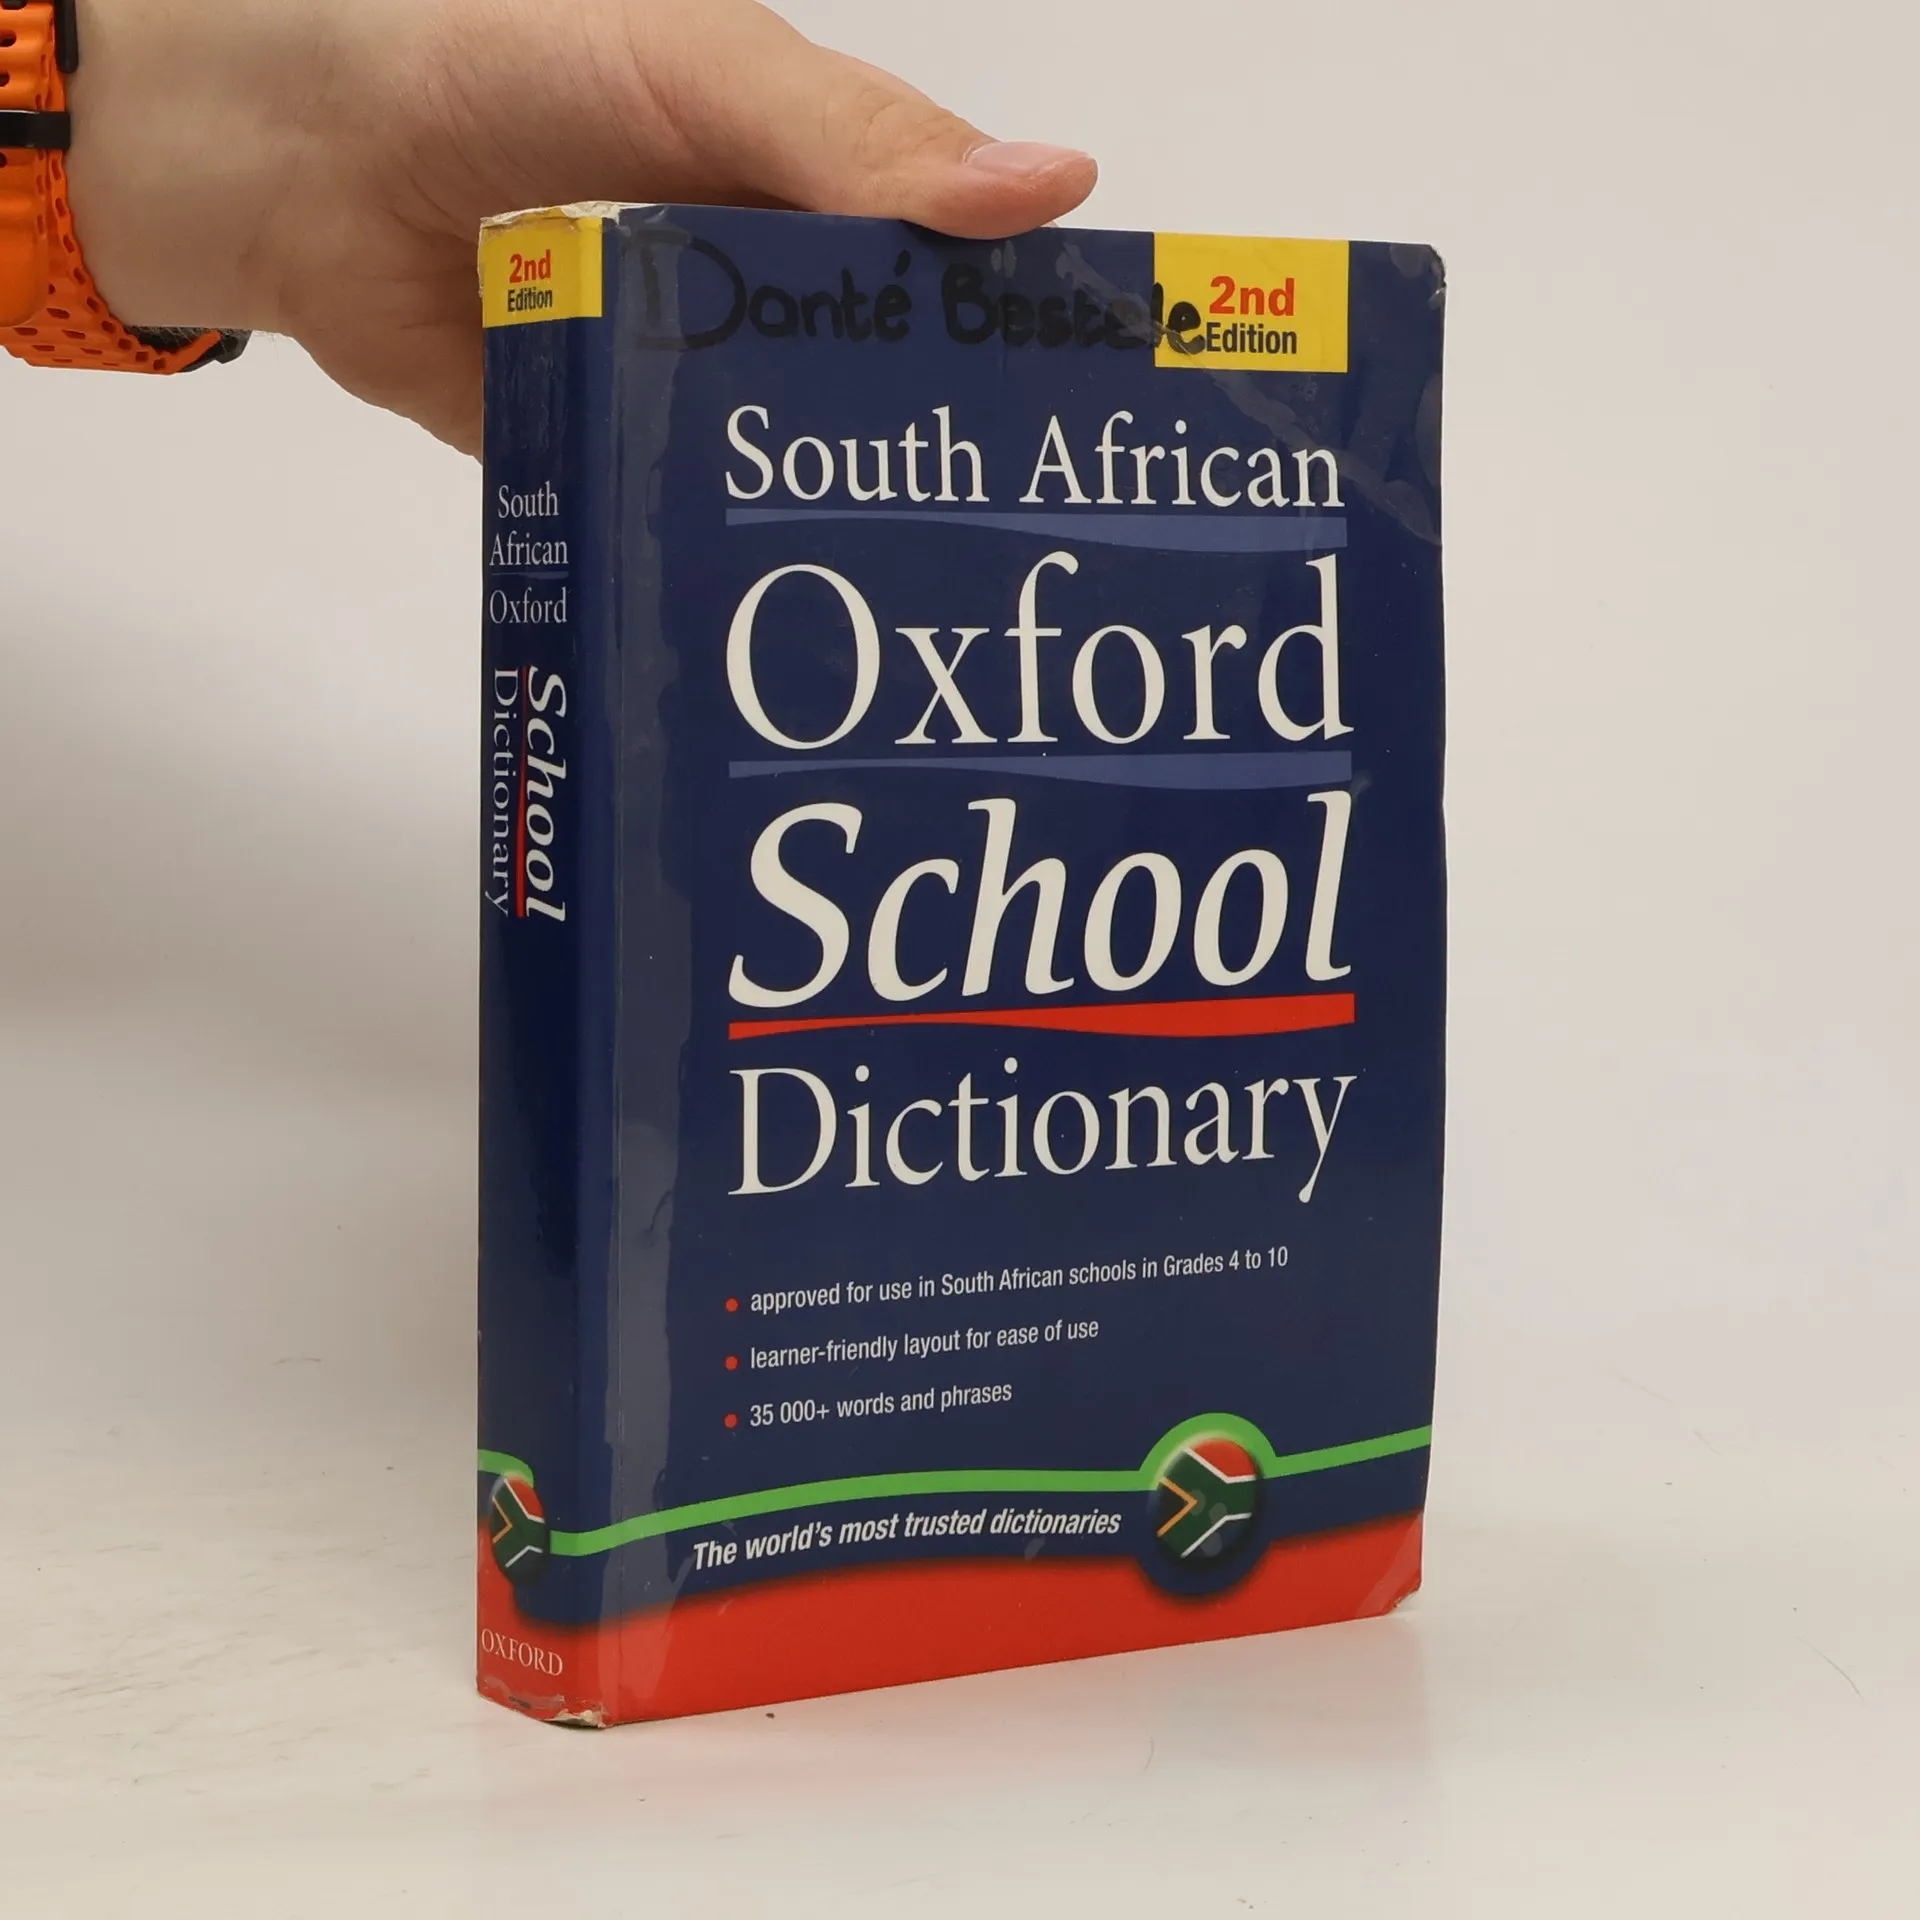 2nd
Edition
South
African
Oxford
School
Dictionary
OXFORD
Danté
2nd
Edition
South African
Oxford
School
Dictionary
approved for use in South African schools in Grades 4 to 10
learner-friendly layout for ease of use
35 000+ words and phrases
The world's most trusted dictionaries